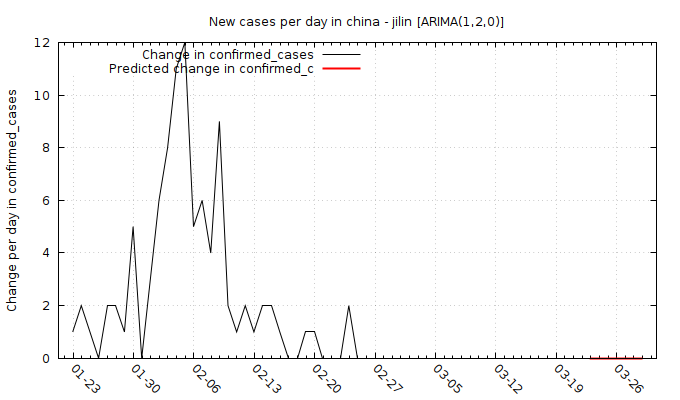 New cases per day in china - jilin [ARIMA(1,2,0)]
Change in confirmed_cases
Predicted change in confirmed_c
Change per day in confirmed_cases
12
10
8
6
4
2
0
01-23 01-30 02-06 02-13 02-20 02-27 03-05 03-12 03-19 03-26